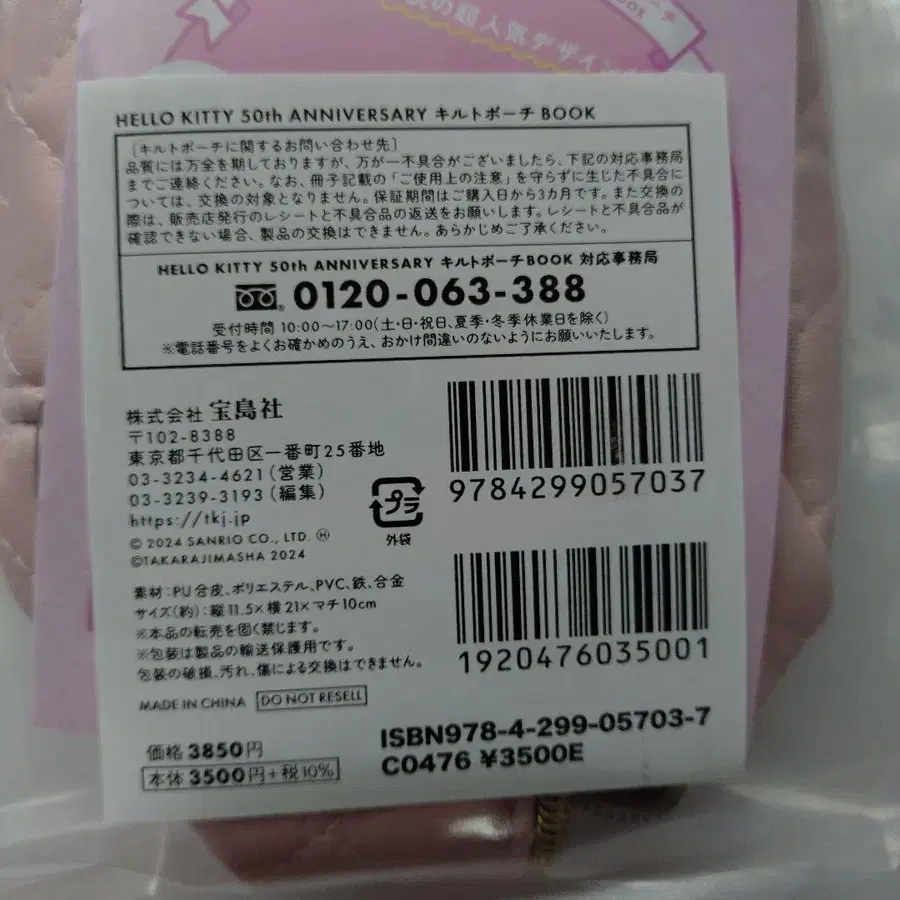 の超人気デザイン
BOOK
HELLO KITTY 50th ANNIVERSARY キルトポーチ BOOK
[キルトポーチに関するお問い合わせ先]
品質には万全を期しておりますが、万が一不具合がございましたら、下記の対応事務局
までご連絡ください。なお、冊子記載の「ご使用上の注意」を守らずに生じた不具合に
ついては、交換の対象となりません。保証期間はご購入日から3カ月です。また交換の
際は、販売店発行のレシートと不具合品の返送をお願いします。レシートと不具合品が
確認できない場合、製品の交換はできません。あらかじめご了承ください。
HELLO KITTY 50th ANNIVERSARY キルトポーチBOOK 対応事務局
0120-063-388
受付時間 10:00〜17:00(土・日・祝日、夏季・冬季休業日を除く)
※電話番号をよくお確かめのうえ、おかけ間違いのないようにお願いいたします。
株式会社 宝島社
〒102-8388
東京都千代田区一番町25番地
03-3234-4621(営業)
03-3239-3193(編集)
https://tkj.jp
© 2024 SANRIO CO., LTD. Ⓗ
©TAKARAJIMASHA 2024
プラ
外袋
9784299057037
素材:PU合皮、ポリエステル、PVC、鉄、合金
サイズ(約):縦11.5×横21×マチ10cm
※本品の転売を固く禁じます。
※包装は製品の輸送保護用です。
包装の破損、汚れ、傷による交換はできません。
1920476035001
MADE IN CHINA DO NOT RESELL
価格 3850円
本体 3500円+税10%
ISBN978-4-299-05703-7
C0476 ¥3500E